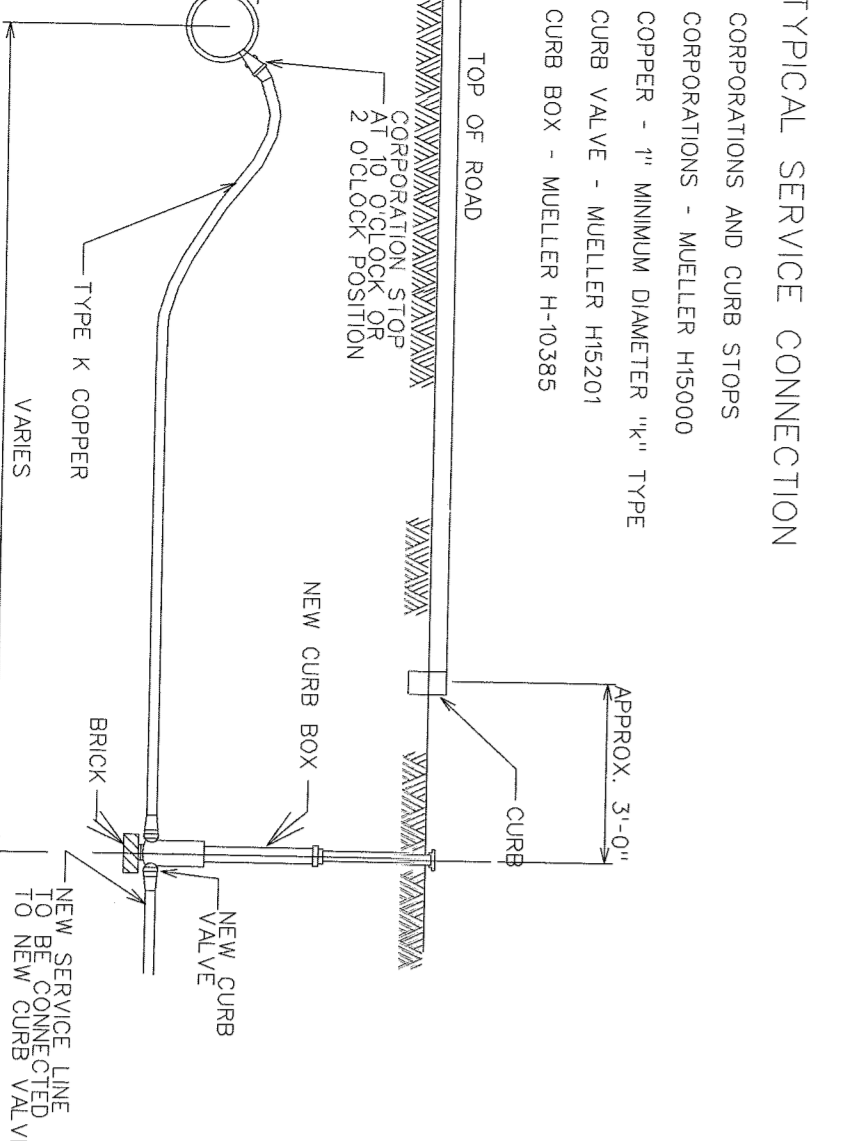 TYPICAL SERVICE CONNECTION
CORPORATIONS AND CURB STOPS
CORPORATIONS - MUELLER H15000
COPPER - 1" MINIMUM DIAMETER "k" TYPE
CURB VALVE - MUELLER H15201
CURB BOX - MUELLER H-10385
TOP OF ROAD
APPROX. 3'-0"
CURB
CORPORATION STOP
AT 10 O'CLOCK OR
2 O'CLOCK POSITION
NEW CURB BOX
TYPE K COPPER
NEW CURB
VALVE
BRICK
VARIES
NEW SERVICE LINE
TO BE CONNECTED
TO NEW CURB